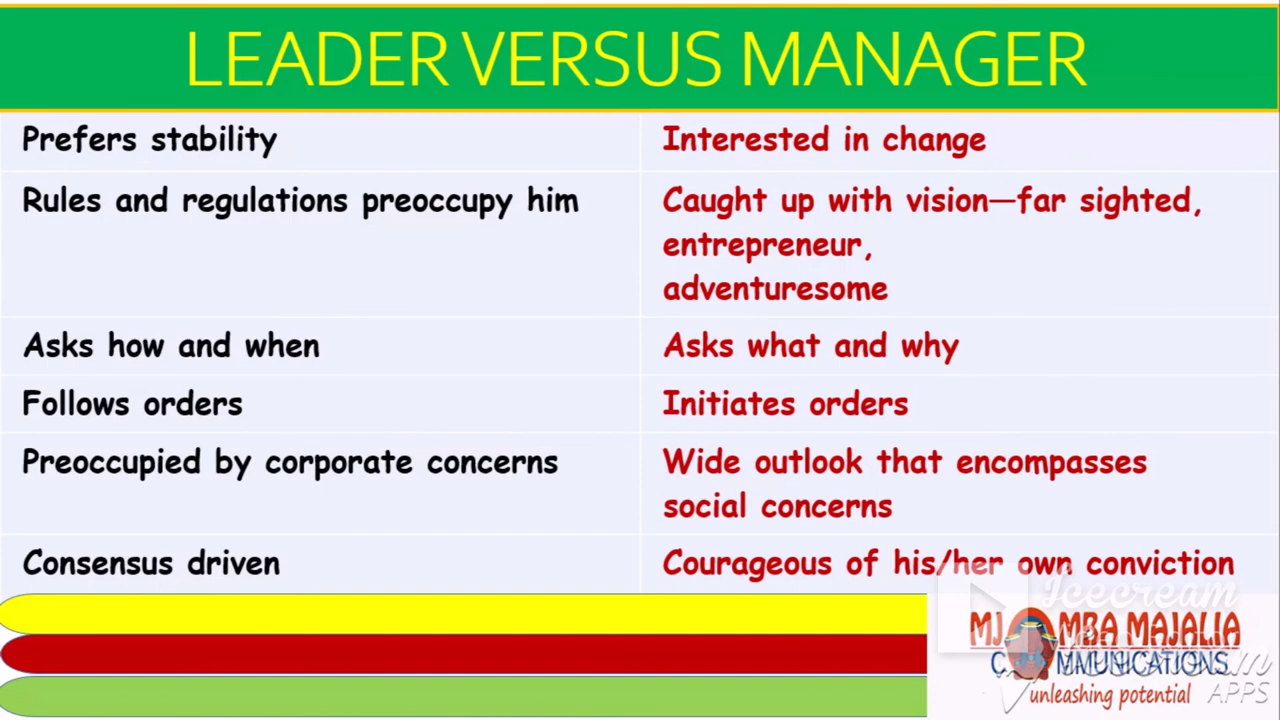 LEADER VERSUS MANAGER
Prefers stability
Interested in change
Rules and regulations preoccupy him
Caught up with vision—far sighted,
entrepreneur,
adventuresome
Asks how and when
Asks what and why
Follows orders
Initiates orders
Preoccupied by corporate concerns
Wide outlook that encompasses
social concerns
Consensus driven
Courageous of his/her own conviction
Icecream
MJOMBA MAJALIA
COMMUNICATIONS
unleashing potential
APPS